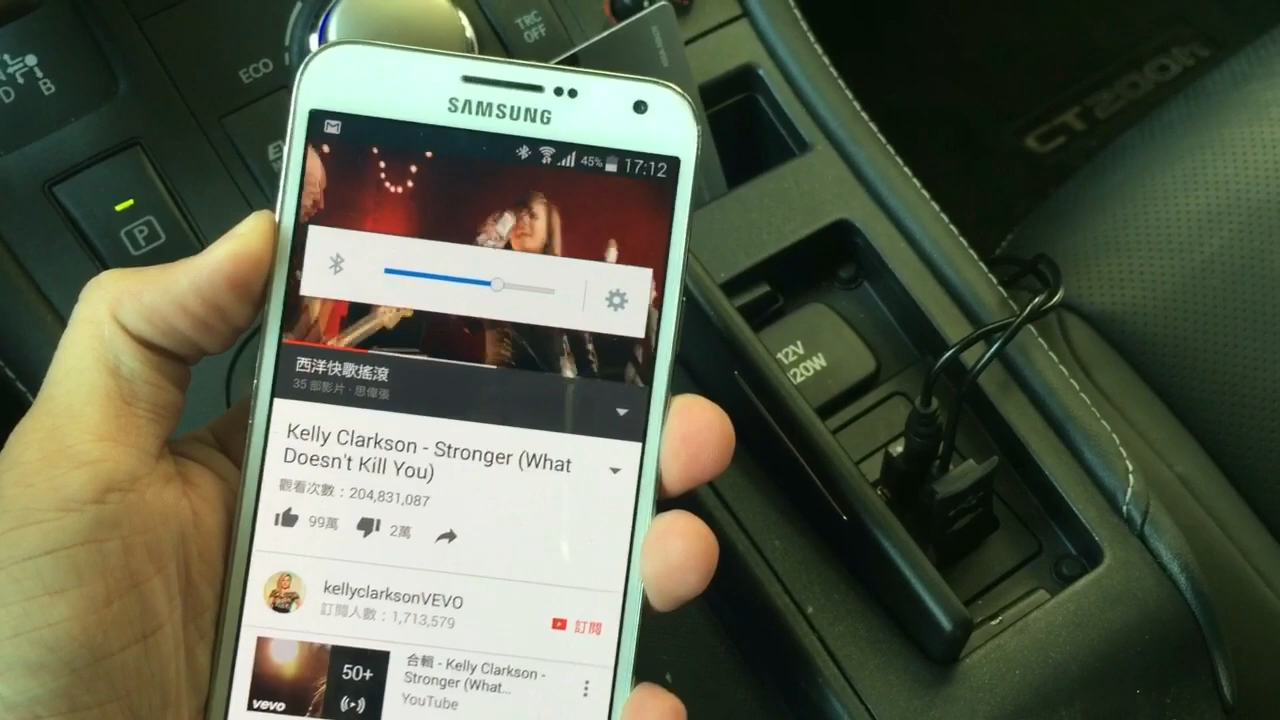 TRC
OFF
ECO
D B
P
CT200h
SAMSUNG
45% 17:12
西洋快歌搖滾
35 部影片 · 思偉張
Kelly Clarkson - Stronger (What
Doesn't Kill You)
觀看次數：204,831,087
99萬 2萬
kellyclarksonVEVO
訂閱人數：1,713,579
訂閱
50+
vevo
合輯 - Kelly Clarkson -
Stronger (What...
YouTube
12V
120W